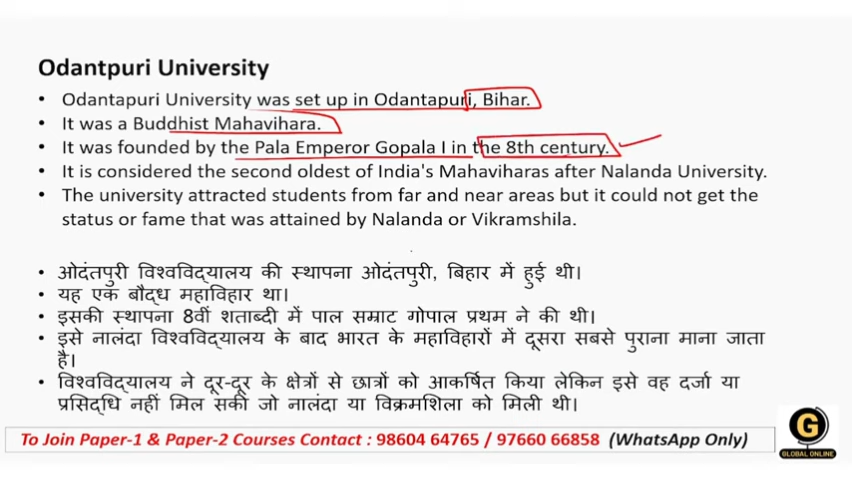 Odantpuri University
• Odantapuri University was set up in Odantapuri, Bihar.
• It was a Buddhist Mahavihara.
• It was founded by the Pala Emperor Gopala I in the 8th century.
• It is considered the second oldest of India's Mahaviharas after Nalanda University.
• The university attracted students from far and near areas but it could not get the
status or fame that was attained by Nalanda or Vikramshila.
• ओदंतपुरी विश्वविद्यालय की स्थापना ओदंतपुरी, बिहार में हुई थी।
• यह एक बौद्ध महाविहार था।
• इसकी स्थापना 8वीं शताब्दी में पाल सम्राट गोपाल प्रथम ने की थी।
• इसे नालंदा विश्वविद्यालय के बाद भारत के महाविहारों में दूसरा सबसे पुराना माना जाता
है।
• विश्वविद्यालय ने दूर-दूर के क्षेत्रों से छात्रों को आकर्षित किया लेकिन इसे वह दर्जा या
प्रसिद्धि नहीं मिल सकी जो नालंदा या विक्रमशिला को मिली थी।
To Join Paper-1 & Paper-2 Courses Contact : 98604 64765 / 97660 66858 (WhatsApp Only)
G
GLOBAL ONLINE